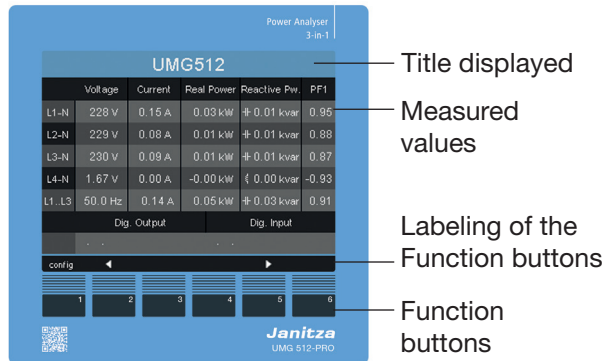 Power Analyser
3-in-1
UMG512
Title displayed
Voltage Current Real Power Reactive Pw. PF1
L1-N 228 V 0.15 A 0.03 kW ⊣⊢ 0.01 kvar 0.95
Measured
values
L2-N 229 V 0.08 A 0.01 kW ⊣⊢ 0.01 kvar 0.88
L3-N 230 V 0.09 A 0.01 kW ⊣⊢ 0.01 kvar 0.87
L4-N 1.67 V 0.00 A -0.00 kW 0.00 kvar -0.93
L1..L3 50.0 Hz 0.14 A 0.05 kW ⊣⊢ 0.03 kvar 0.91
Dig. Output Dig. Input
Labeling of the
Function buttons
config ◀ ▶
1 2 3 4 5 6
Function
buttons
Janitza
UMG 512-PRO